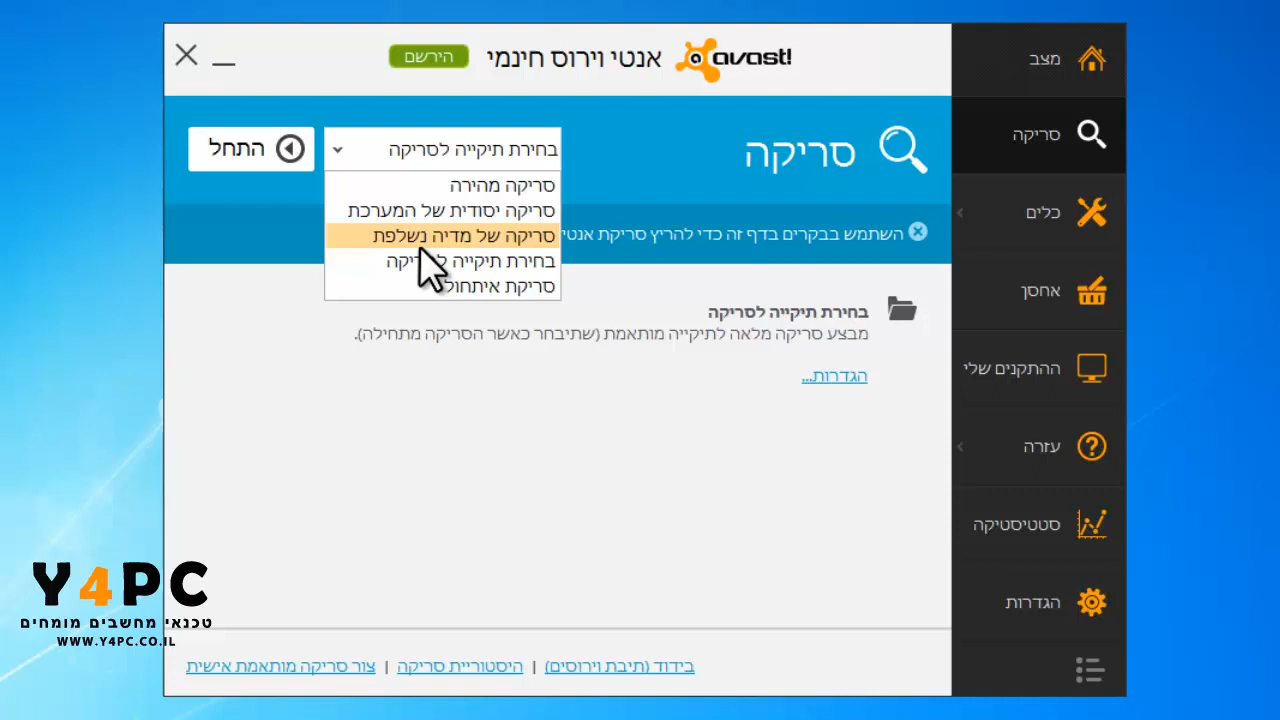 avast! אנטי וירוס חינמי הירשם
מצב
סריקה
כלים
אחסן
ההתקנים שלי
עזרה
סטטיסטיקה
הגדרות
סריקה
בחירת תיקייה לסריקה
התחל
סריקה מהירה
סריקה יסודית של המערכת
סריקה של מדיה נשלפת
בחירת תיקייה
סריקת איתחול
השתמש בבקרים בדף זה כדי להריץ סריקת
בחירת תיקייה לסריקה
מבצע סריקה מלאה לתיקייה מותאמת (שתיבחר כאשר הסריקה מתחילה).
הגדרות...
בידוד (תיבת וירוסים) | היסטוריית סריקה | צור סריקה מותאמת אישית
Y4PC
טכנאי מחשבים מומחים
WWW.Y4PC.CO.IL